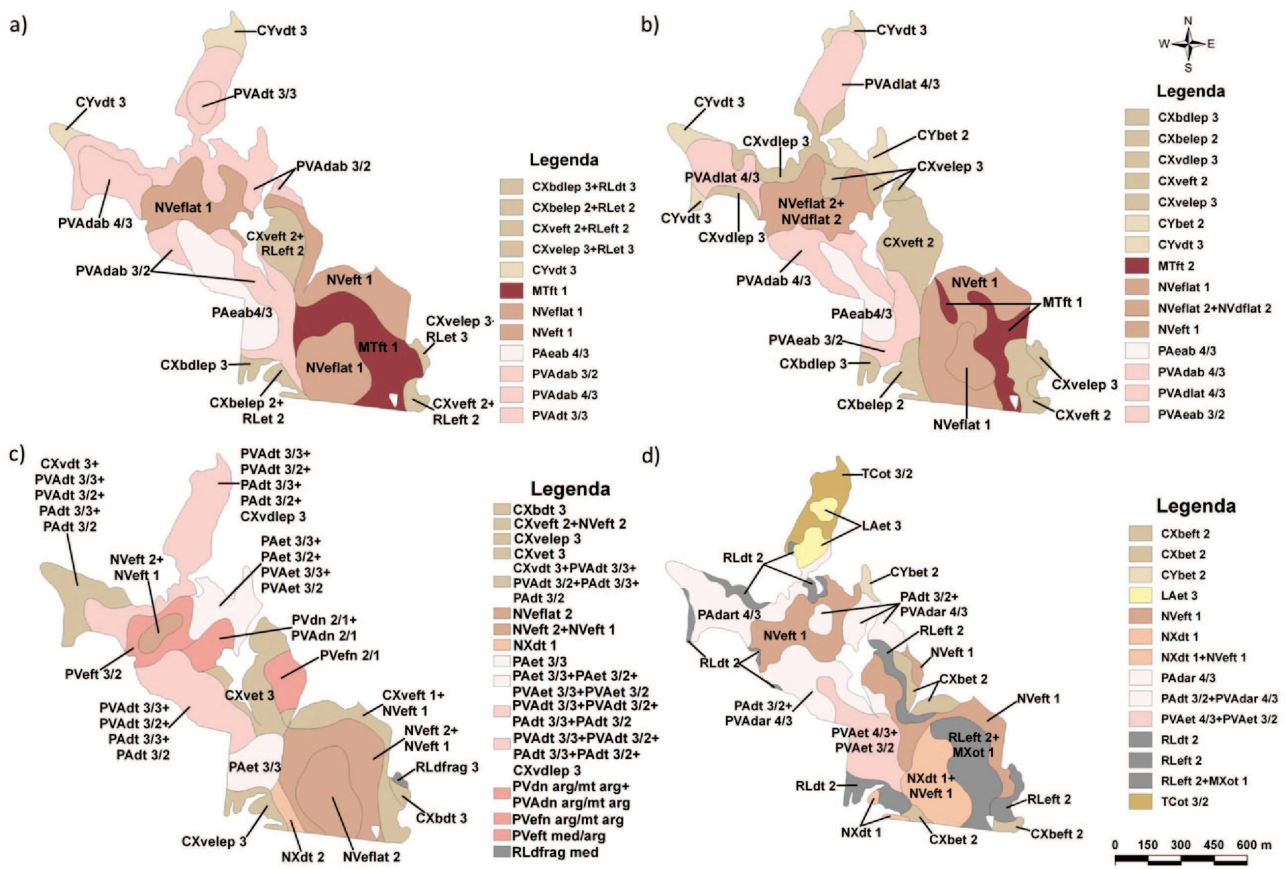 a)
CYvdt 3
PVAdt 3/3
CYvdt 3
PVAdab 3/2
PVAdab 4/3
NVeflat 1
CXveft 2+
RLeft 2
PVAdab 3/2
NVeft 1
PAeab4/3
MTft 1
CXvelep 3+
RLet 3
CXbdlep 3
NVeflat 1
CXbelep 2+
RLet 2
CXveft 2+
RLeft 2
Legenda
CXbdlep 3+RLdt 3
CXbelep 2+RLet 2
CXveft 2+RLeft 2
CXvelep 3+RLet 3
CYvdt 3
MTft 1
NVeflat 1
NVeft 1
PAeab 4/3
PVAdab 3/2
PVAdab 4/3
PVAdt 3/3
b)
N
W E
S
CYvdt 3
PVAdlat 4/3
CYvdt 3
CXvdlep 3
CYbet 2
CXvelep 3
PVAdlat 4/3
NVeflat 2+
NVdflat 2
CYvdt 3
CXvdlep 3
CXveft 2
PVAdab 4/3
NVeft 1
MTft 1
PAeab4/3
PVAeab 3/2
CXbdlep 3
CXvelep 3
CXbelep 2
CXveft 2
NVeflat 1
Legenda
CXbdlep 3
CXbelep 2
CXvdlep 3
CXveft 2
CXvelep 3
CYbet 2
CYvdt 3
MTft 2
NVeflat 1
NVeflat 2+NVdflat 2
NVeft 1
PAeab 4/3
PVAdab 4/3
PVAdlat 4/3
PVAeab 3/2
c)
CXvdt 3+
PVAdt 3/3+
PVAdt 3/2+
PAdt 3/3+
PAdt 3/2
PVAdt 3/3+
PVAdt 3/2+
PAdt 3/3+
PAdt 3/2+
CXvdlep 3
NVeft 2+
NVeft 1
PAet 3/3+
PAet 3/2+
PVAet 3/3+
PVAet 3/2
PVdn 2/1+
PVAdn 2/1
PVeft 3/2
PVefn 2/1
CXvet 3
CXveft 1+
NVeft 1
PVAdt 3/3+
PVAdt 3/2+
PAdt 3/3+
PAdt 3/2
NVeft 2+
NVeft 1
PAet 3/3
RLdfrag 3
CXbdt 3
CXvelep 3
NXdt 2
NVeflat 2
Legenda
CXbdt 3
CXveft 2+NVeft 2
CXvelep 3
CXvet 3
CXvdt 3+PVAdt 3/3+
PVAdt 3/2+PAdt 3/3+
PAdt 3/2
NVeflat 2
NVeft 2+NVeft 1
NXdt 1
PAet 3/3
PAet 3/3+PAet 3/2+
PVAet 3/3+PVAet 3/2
PVAdt 3/3+PVAdt 3/2+
PAdt 3/3+PAdt 3/2
PVAdt 3/3+PVAdt 3/2+
PAdt 3/3+PAdt 3/2+
CXvdlep 3
PVdn arg/mt arg+
PVAdn arg/mt arg
PVefn arg/mt arg
PVeft med/arg
RLdfrag med
d)
TCot 3/2
LAet 3
RLdt 2
CYbet 2
PAdart 4/3
PAdt 3/2+
PVAdar 4/3
NVeft 1
RLeft 2
NVeft 1
RLdt 2
CXbet 2
NVeft 1
PAdt 3/2+
PVAdar 4/3
PVAet 4/3+
PVAet 3/2
RLeft 2+
MXot 1
RLdt 2
NXdt 1+
NVeft 1
RLeft 2
NXdt 1
CXbet 2
CXbeft 2
Legenda
CXbeft 2
CXbet 2
CYbet 2
LAet 3
NVeft 1
NXdt 1
NXdt 1+NVeft 1
PAdar 4/3
PAdt 3/2+PVAdar 4/3
PVAet 4/3+PVAet 3/2
RLdt 2
RLeft 2
RLeft 2+MXot 1
TCot 3/2
0 150 300 450 600 m